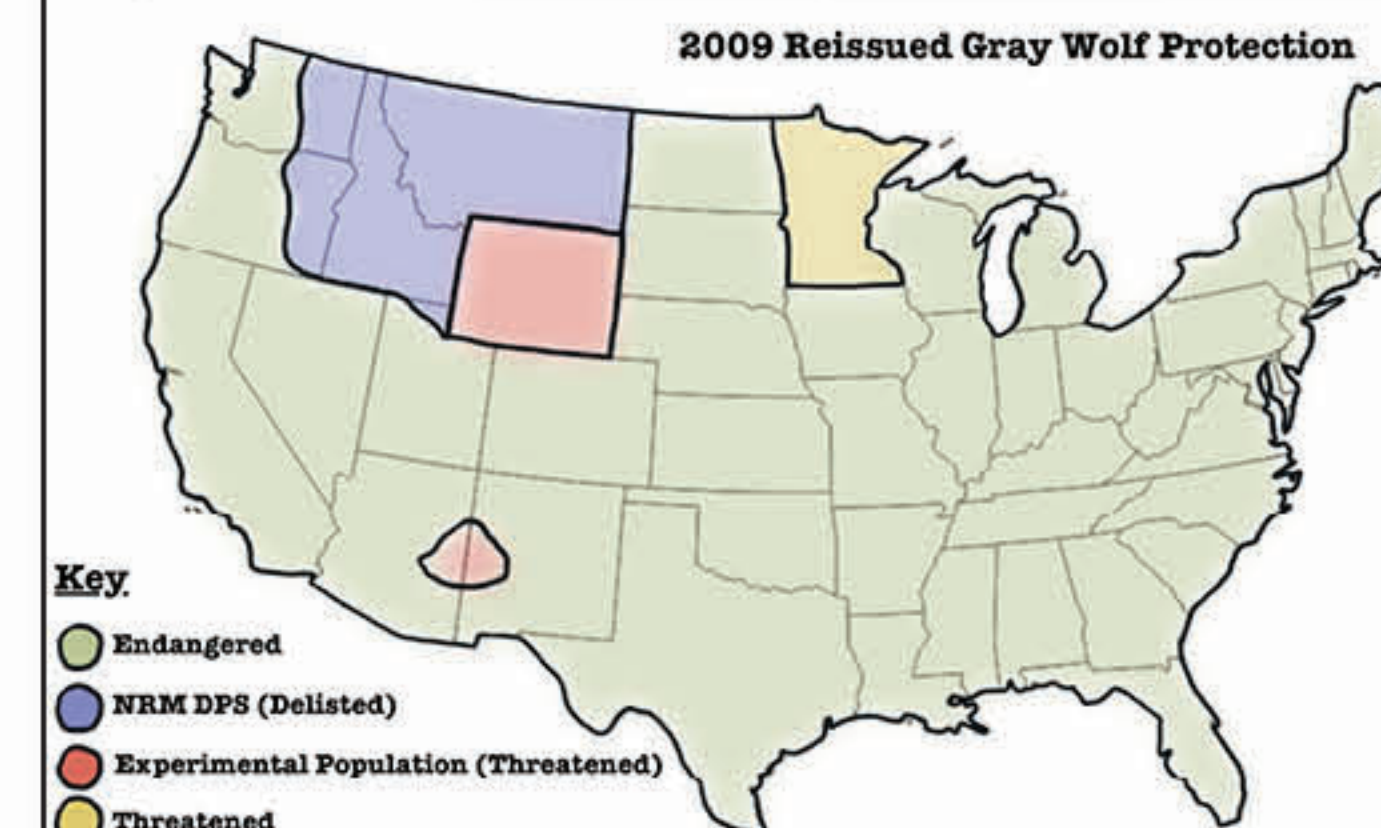 2009 Reissued Gray Wolf Protection
Key
Endangered
NRM DPS (Delisted)
Experimental Population (Threatened)
Threatened